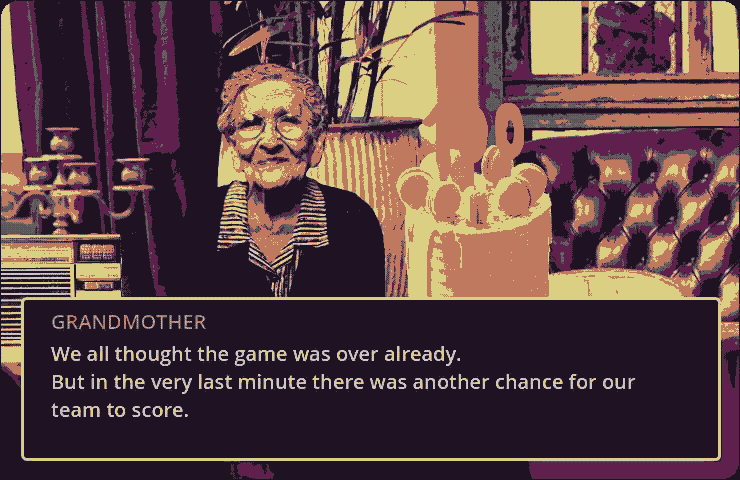 GRANDMOTHER
We all thought the game was over already.
But in the very last minute there was another chance for our
team to score.
0